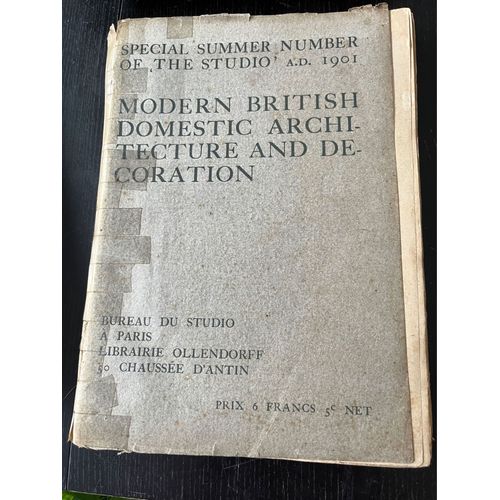 SPECIAL SUMMER NUMBER
OF 'THE STUDIO' A.D. 1901
MODERN BRITISH
DOMESTIC ARCHI-
TECTURE AND DE-
CORATION
BUREAU DU STUDIO
A PARIS
LIBRAIRIE OLLENDORFF
50 CHAUSSÉE D'ANTIN
PRIX 6 FRANCS 5c NET